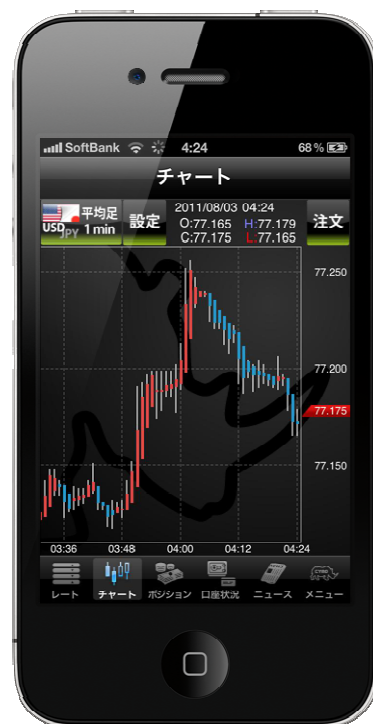 SoftBank 4:24 68%
チャート
USD JPY 平均足 1 min 設定 2011/08/03 04:24 注文
O:77.165 H:77.179
C:77.175 L:77.165
77.250
77.200
77.175
77.150
03:36 03:48 04:00 04:12 04:24
CYMO
レート チャート ポジション 口座状況 ニュース メニュー